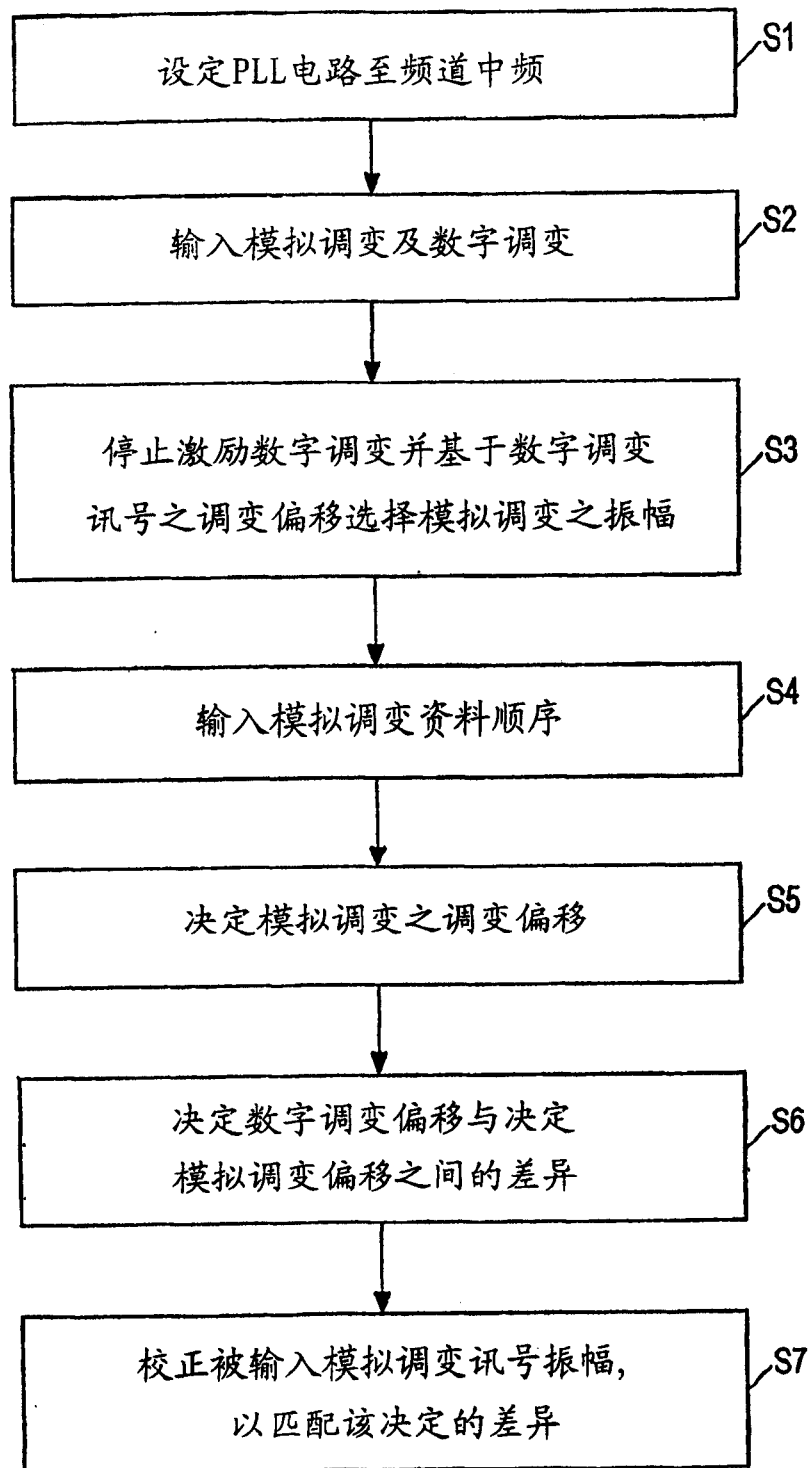 设定PLL电路至频道中频
S1
输入模拟调变及数字调变
S2
停止激励数字调变并基于数字调变
讯号之调变偏移选择模拟调变之振幅
S3
输入模拟调变资料顺序
S4
决定模拟调变之调变偏移
S5
决定数字调变偏移与决定
模拟调变偏移之间的差异
S6
校正被输入模拟调变讯号振幅,
以匹配该决定的差异
S7